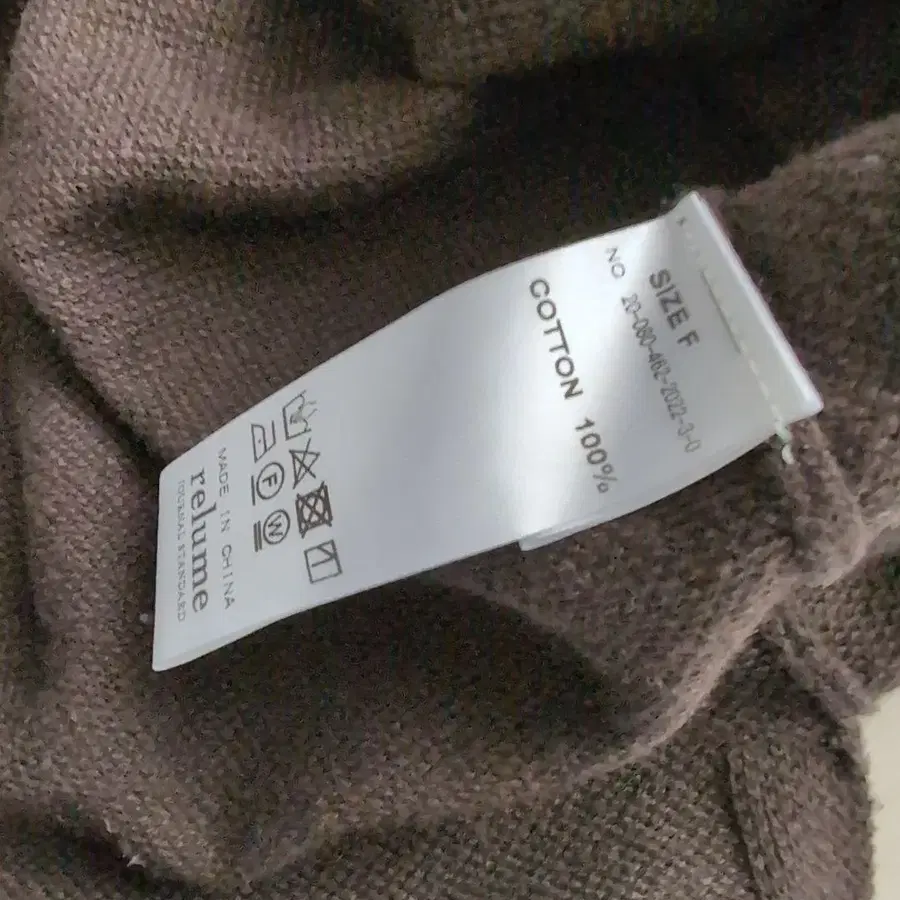 SIZE F
NO 20-080-462-2022-3-0
COTTON 100%
F
W
MADE IN CHINA
relume
JOURNAL STANDARD